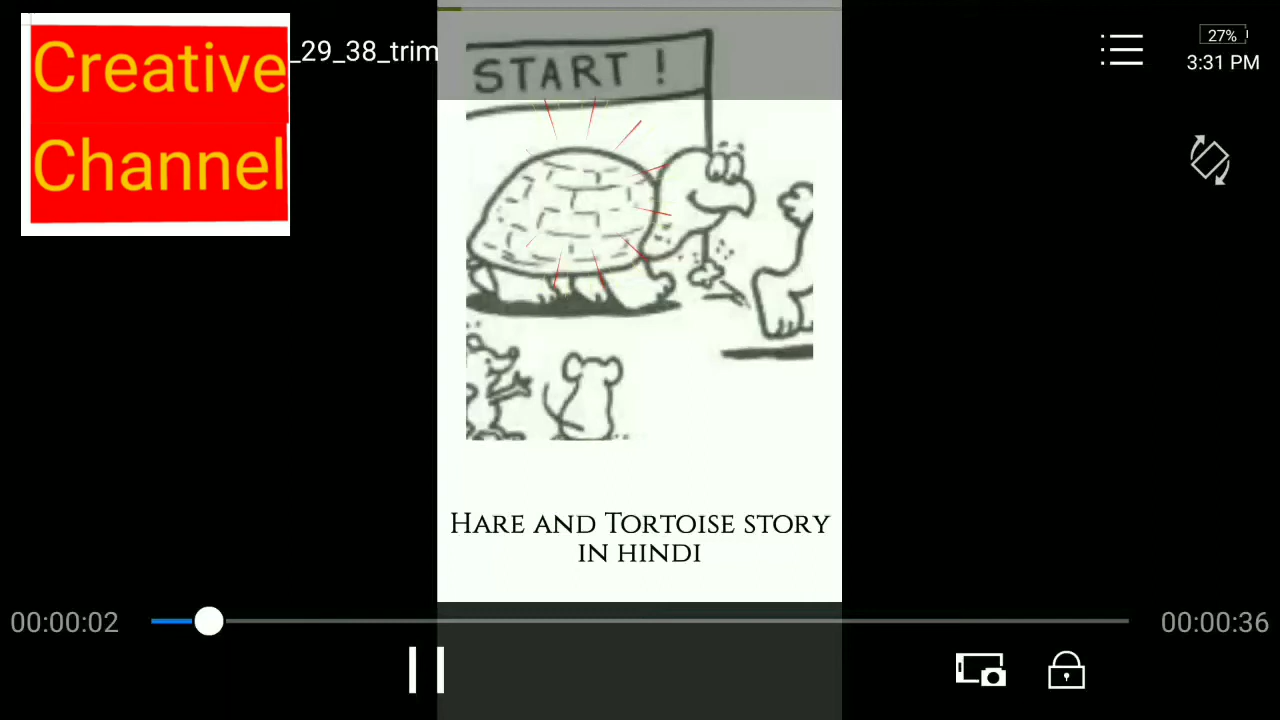 Creative
Channel
_29_38_trim
27%
3:31 PM
START !
HARE AND TORTOISE STORY
IN HINDI
00:00:02
00:00:36